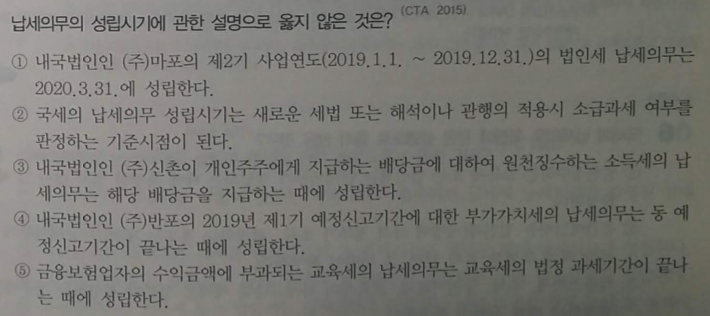 납세의무의 성립시기에 관한 설명으로 옳지 않은 것은? (CTA 2015)
① 내국법인인 (주)마포의 제2기 사업연도(2019.1.1. ~ 2019.12.31.)의 법인세 납세의무는
2020.3.31.에 성립한다.
② 국세의 납세의무 성립시기는 새로운 세법 또는 해석이나 관행의 적용시 소급과세 여부를
판정하는 기준시점이 된다.
③ 내국법인인 (주)신촌이 개인주주에게 지급하는 배당금에 대하여 원천징수하는 소득세의 납
세의무는 해당 배당금을 지급하는 때에 성립한다.
④ 내국법인인 (주)반포의 2019년 제1기 예정신고기간에 대한 부가가치세의 납세의무는 동 예
정신고기간이 끝나는 때에 성립한다.
⑤ 금융보험업자의 수익금액에 부과되는 교육세의 납세의무는 교육세의 법정 과세기간이 끝나
는 때에 성립한다.